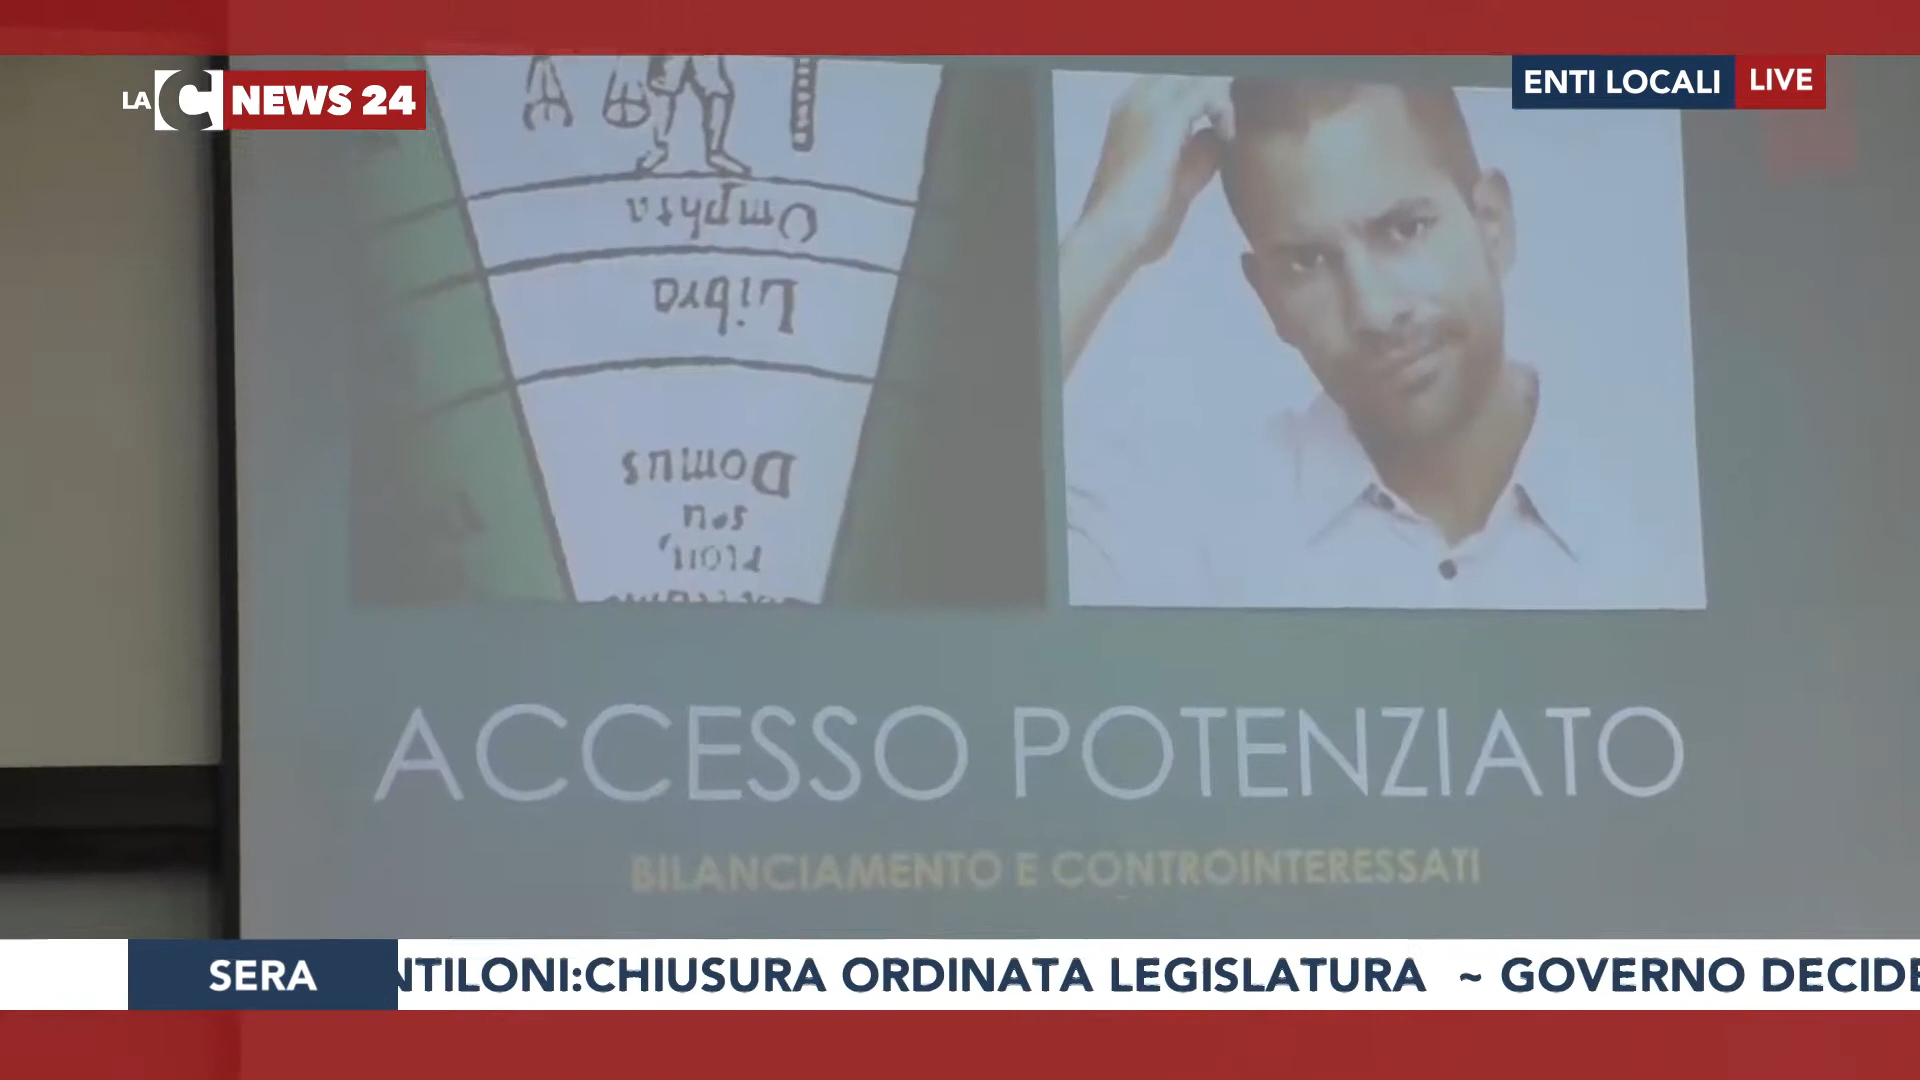 LA C NEWS 24
ENTI LOCALI LIVE
Omphta
Libra
Domus
ACCESSO POTENZIATO
BILANCIAMENTO E CONTROINTERESSATI
SERA
NTILONI:CHIUSURA ORDINATA LEGISLATURA ~ GOVERNO DECIDE